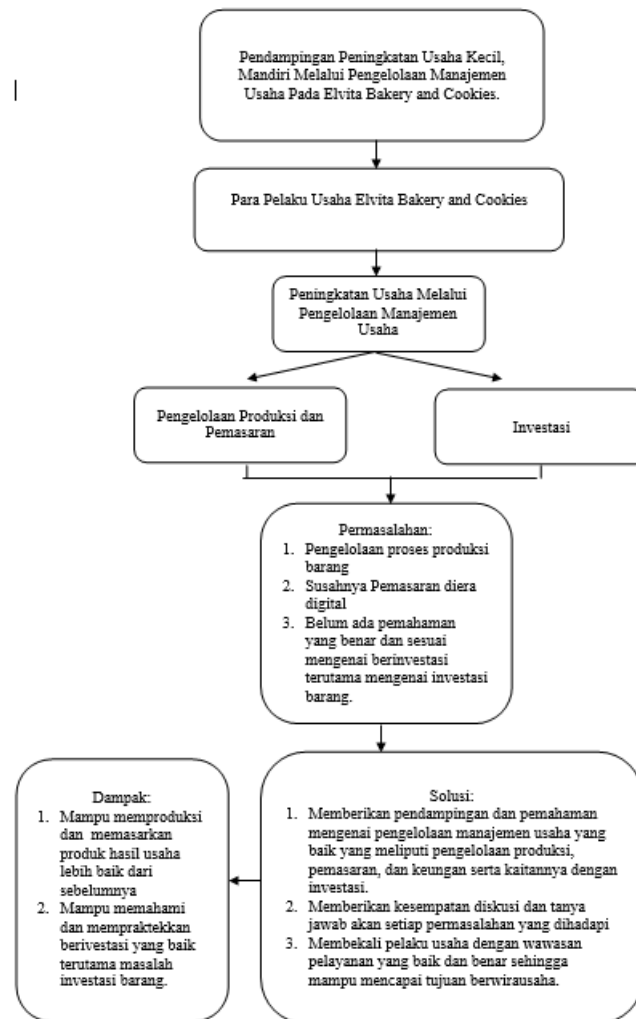 Pendampingan Peningkatan Usaha Kecil,
Mandiri Melalui Pengelolaan Manajemen
Usaha Pada Elvita Bakery and Cookies.
Para Pelaku Usaha Elvita Bakery and Cookies
Peningkatan Usaha Melalui
Pengelolaan Manajemen
Usaha
Pengelolaan Produksi dan
Pemasaran
Investasi
Permasalahan:
1. Pengelolaan proses produksi
barang
2. Susahnya Pemasaran diera
digital
3. Belum ada pemahaman
yang benar dan sesuai
mengenai berinvestasi
terutama mengenai investasi
barang.
Solusi:
1. Memberikan pendampingan dan pemahaman
mengenai pengelolaan manajemen usaha yang
baik yang meliputi pengelolaan produksi,
pemasaran, dan keungan serta kaitannya dengan
investasi.
2. Memberikan kesempatan diskusi dan tanya
jawab akan setiap permasalahan yang dihadapi
3. Membekali pelaku usaha dengan wawasan
pelayanan yang baik dan benar sehingga
mampu mencapai tujuan berwirausaha.
Dampak:
1. Mampu memproduksi
dan memasarkan
produk hasil usaha
lebih baik dari
sebelumnya
2. Mampu memahami
dan mempraktekkan
berivestasi yang baik
terutama masalah
investasi barang.